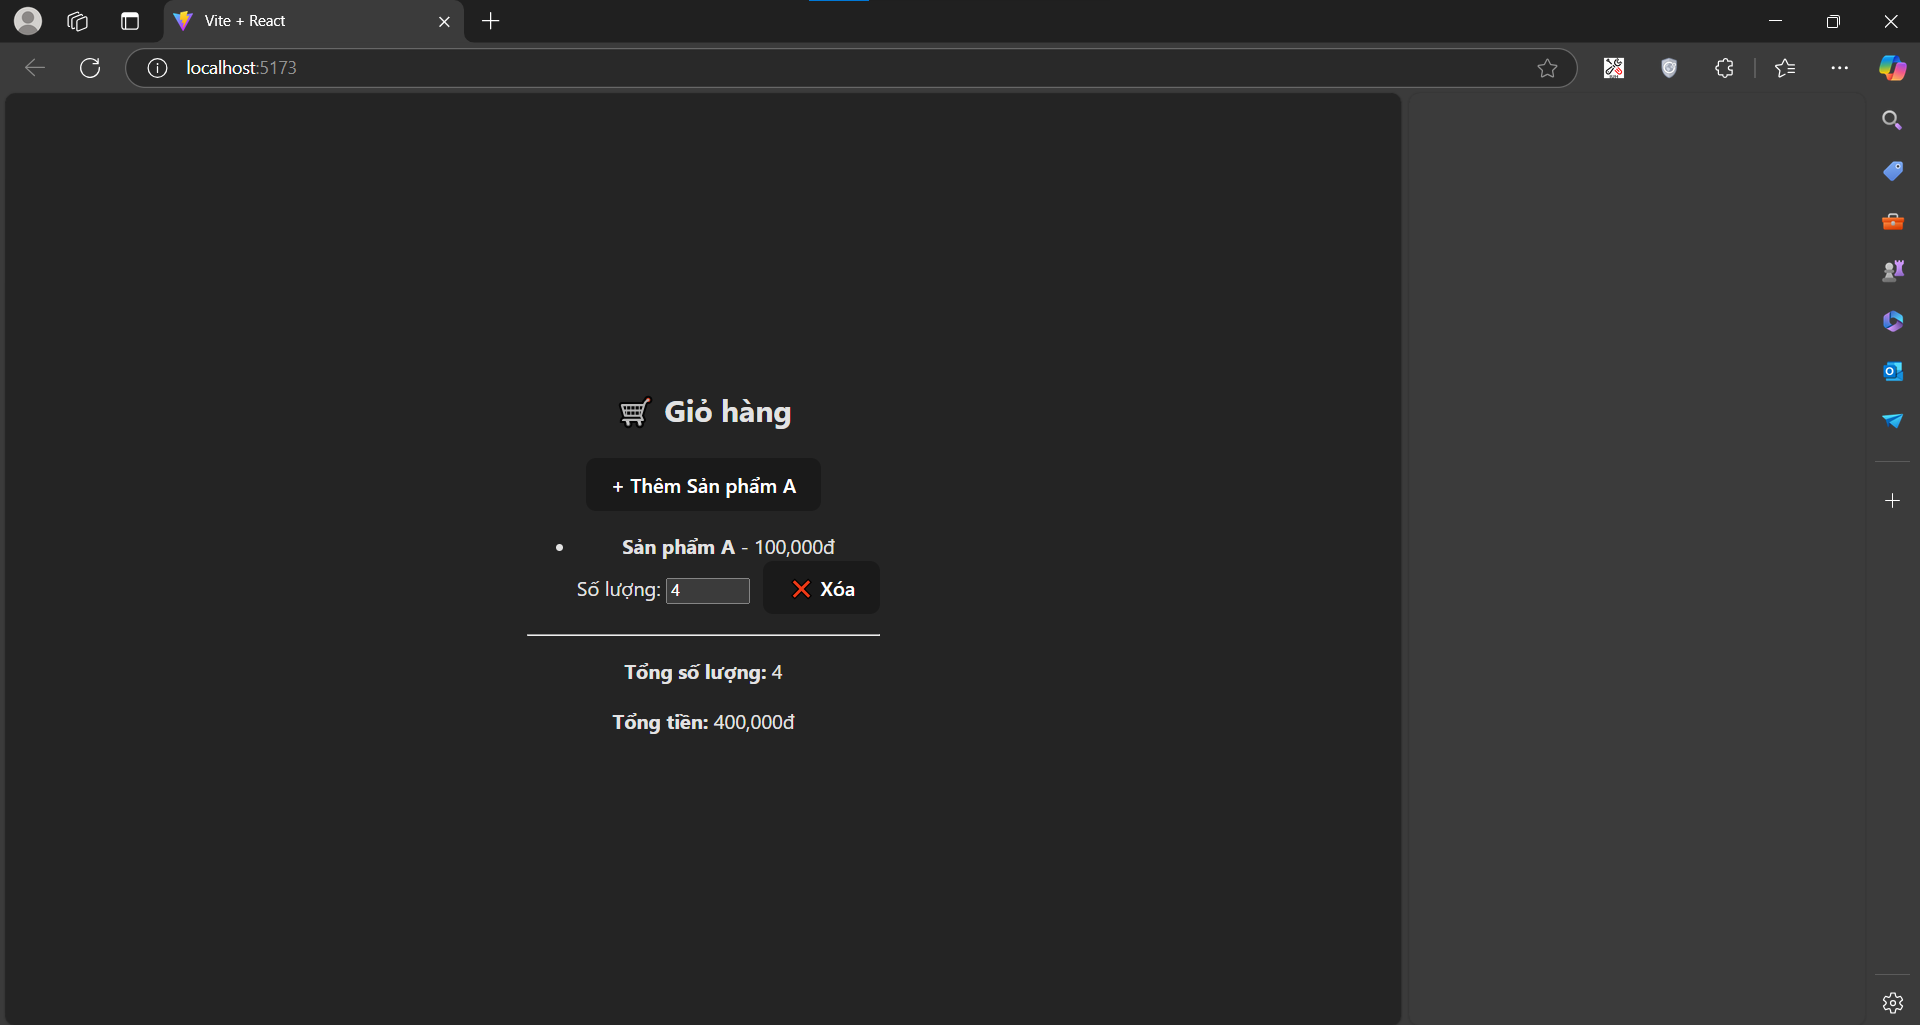 Vite + React
localhost:5173
🛒 Giỏ hàng
+ Thêm Sản phẩm A
• Sản phẩm A - 100,000đ
Số lượng: 4 ❌ Xóa
Tổng số lượng: 4
Tổng tiền: 400,000đ